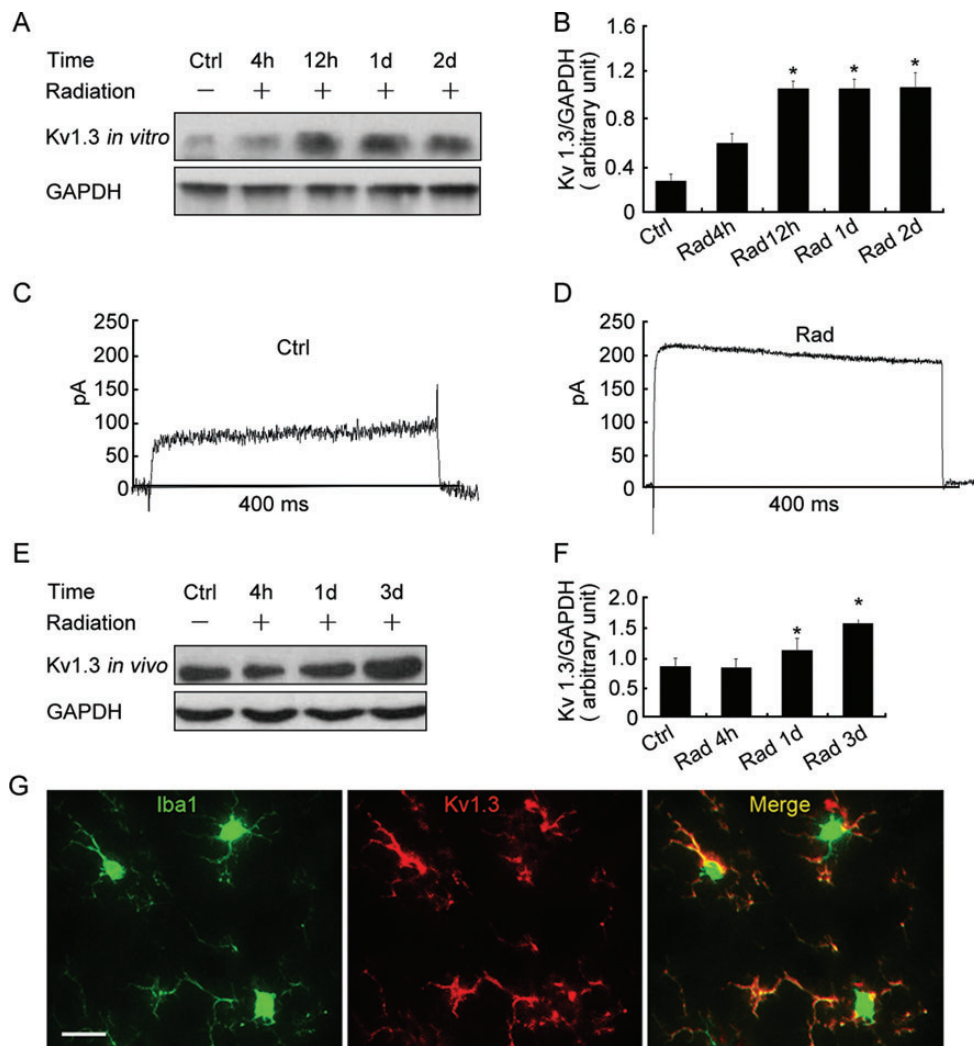 A
Time Ctrl 4h 12h 1d 2d
Radiation − + + + +
Kv1.3 in vitro
GAPDH
B
Kv 1.3/GAPDH
( arbitrary unit)
1.6
1.2
0.8
0.4
0
* * *
Ctrl Rad4h Rad12h Rad 1d Rad 2d
C
Ctrl
pA
250
200
150
100
50
0
400 ms
D
Rad
pA
250
200
150
100
50
0
400 ms
E
Time Ctrl 4h 1d 3d
Radiation − + + +
Kv1.3 in vivo
GAPDH
F
Kv 1.3/GAPDH
( arbitrary unit)
2.0
1.5
1.0
0.5
0
* *
Ctrl Rad 4h Rad 1d Rad 3d
G
Iba1 Kv1.3 Merge